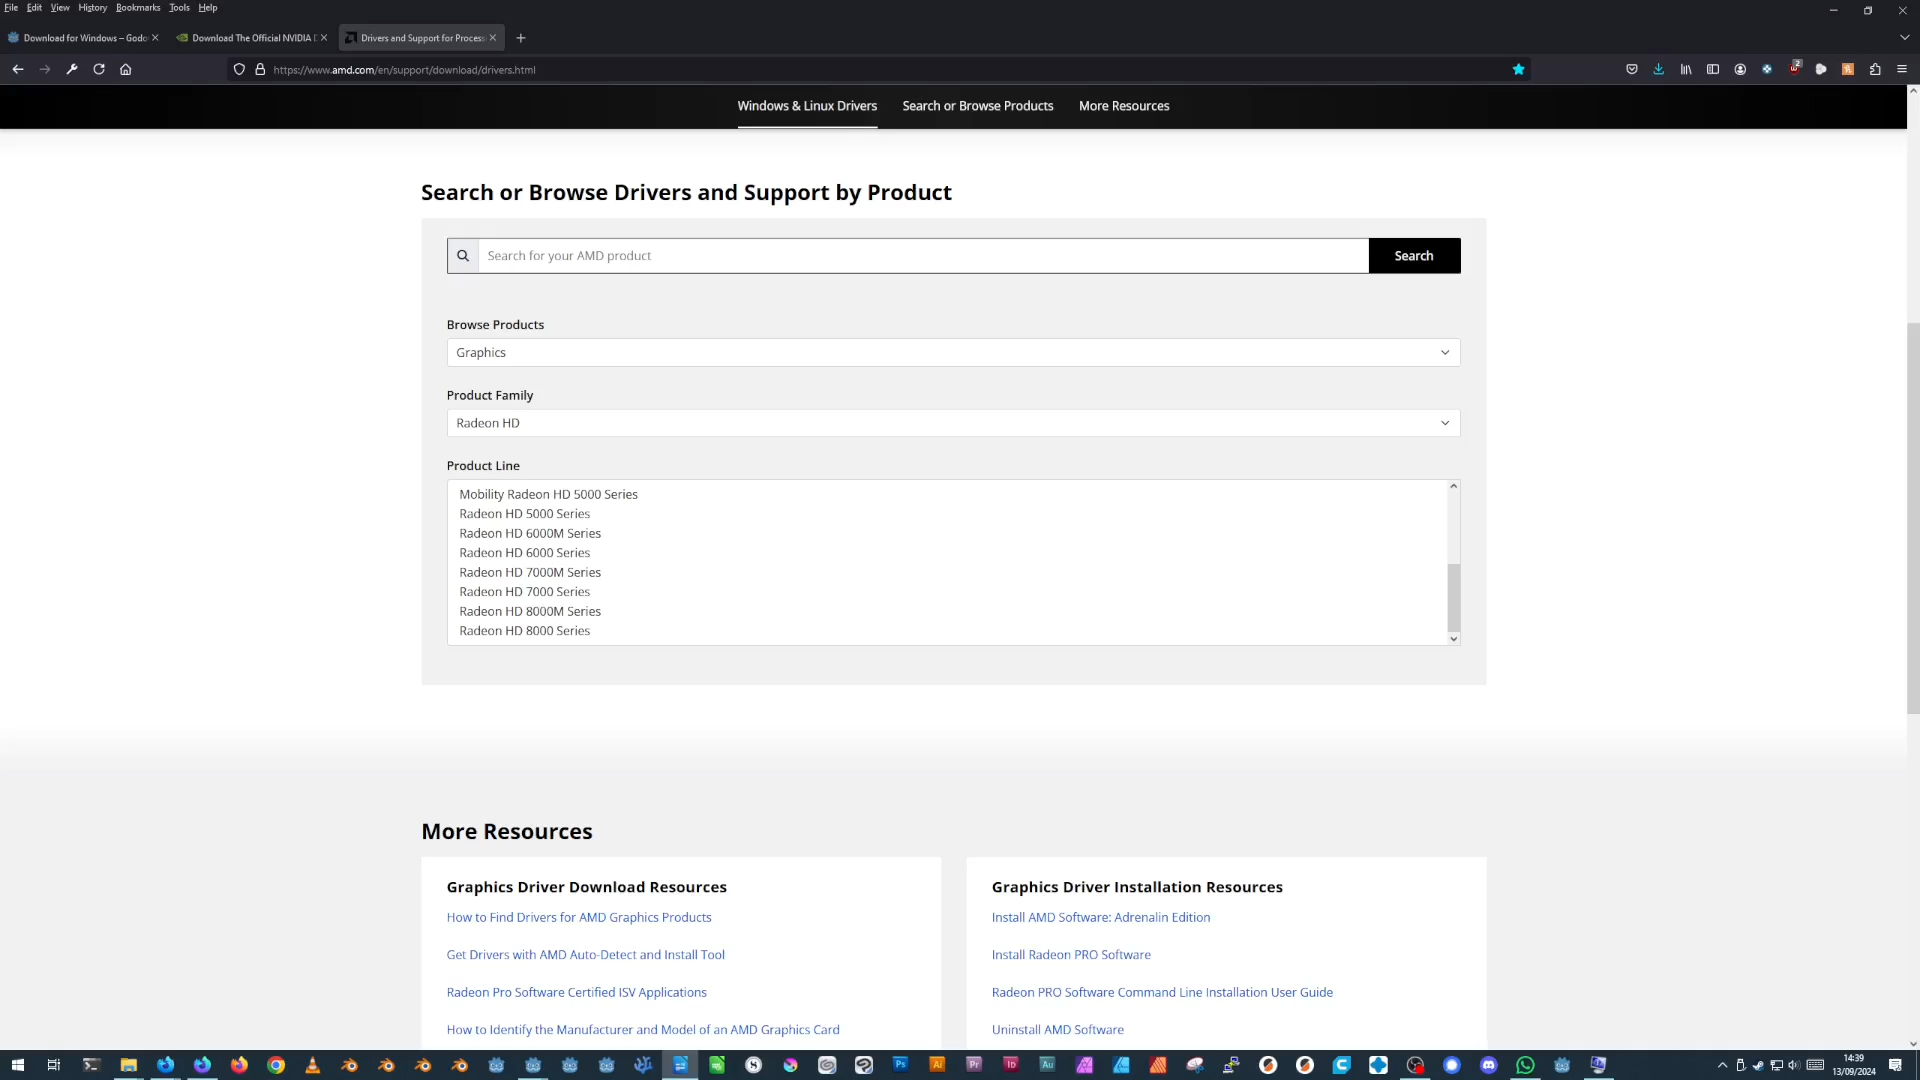 File Edit View History Bookmarks Tools Help
Download for Windows – Godo
Download The Official NVIDIA D
Drivers and Support for Process
https://www.amd.com/en/support/download/drivers.html
2
Windows & Linux Drivers
Search or Browse Products
More Resources
Search or Browse Drivers and Support by Product
Search for your AMD product
Search
Browse Products
Graphics
Product Family
Radeon HD
Product Line
Mobility Radeon HD 5000 Series
Radeon HD 5000 Series
Radeon HD 6000M Series
Radeon HD 6000 Series
Radeon HD 7000M Series
Radeon HD 7000 Series
Radeon HD 8000M Series
Radeon HD 8000 Series
More Resources
Graphics Driver Download Resources
How to Find Drivers for AMD Graphics Products
Get Drivers with AMD Auto-Detect and Install Tool
Radeon Pro Software Certified ISV Applications
How to Identify the Manufacturer and Model of an AMD Graphics Card
Graphics Driver Installation Resources
Install AMD Software: Adrenalin Edition
Install Radeon PRO Software
Radeon PRO Software Command Line Installation User Guide
Uninstall AMD Software
Ps
Ai
Pr
Id
Au
14:39
13/09/2024